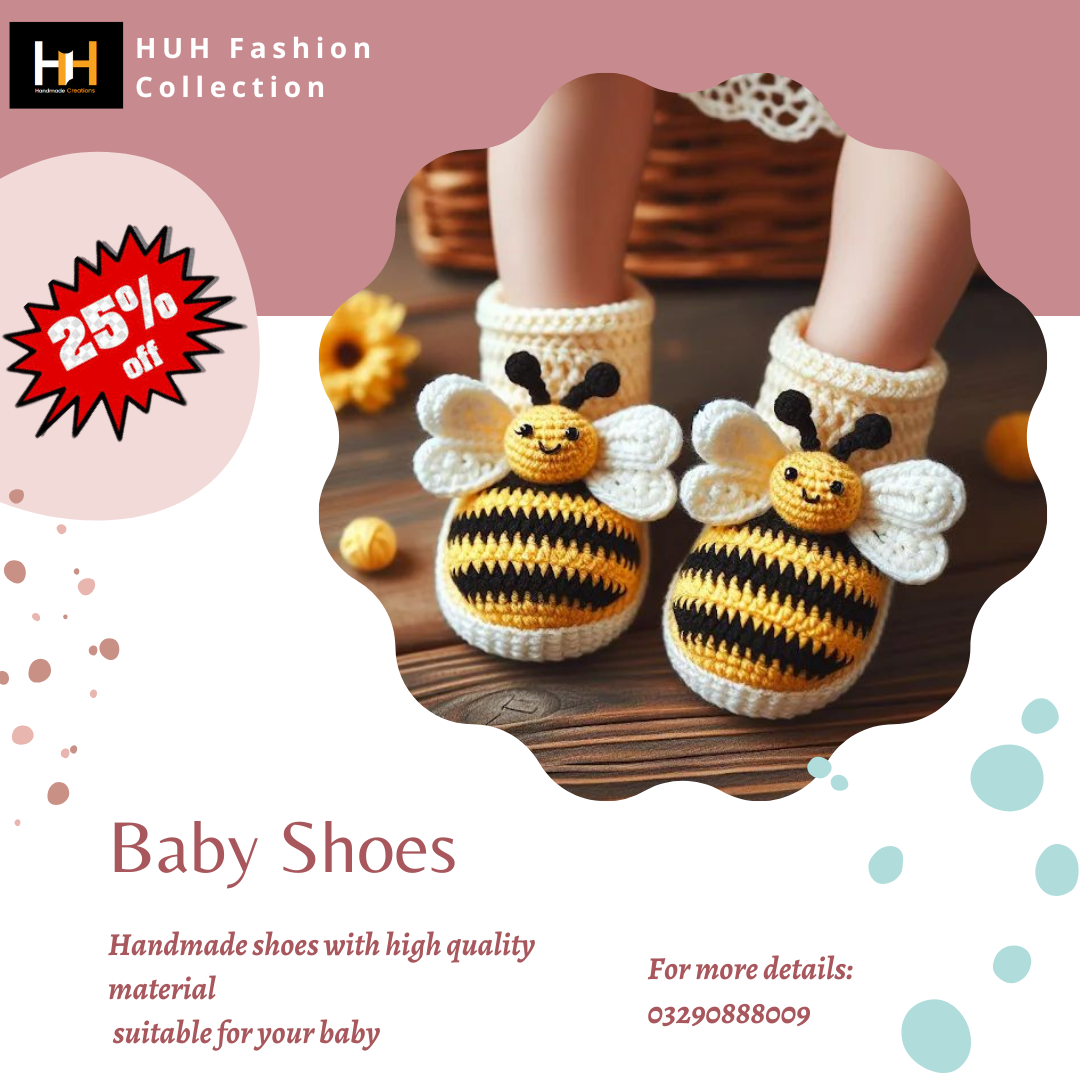 HH
Handmade Creations
HUH Fashion
Collection
25%
off
Baby Shoes
Handmade shoes with high quality
material
suitable for your baby
For more details:
03290888009